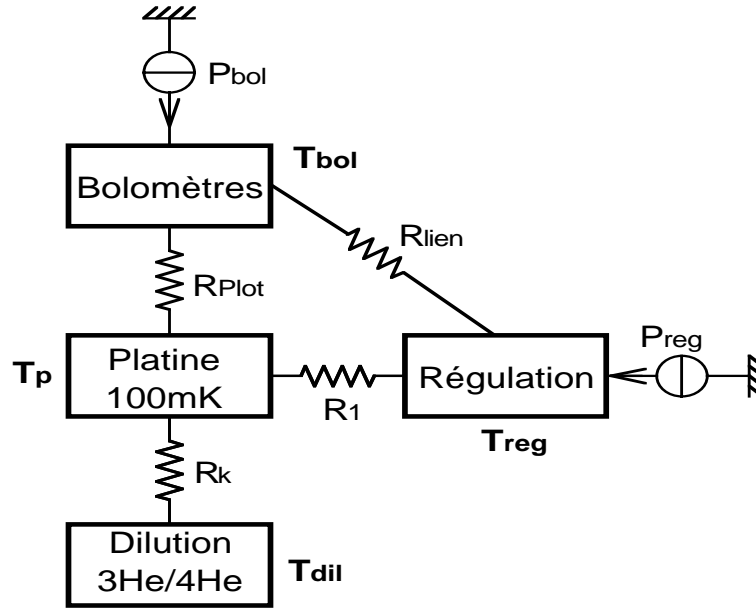 Pbol
Tbol
Bolomètres
Rlien
RPlot
Preg
Tp
Platine
100mK
R1
Régulation
Treg
Rk
Dilution
3He/4He
Tdil